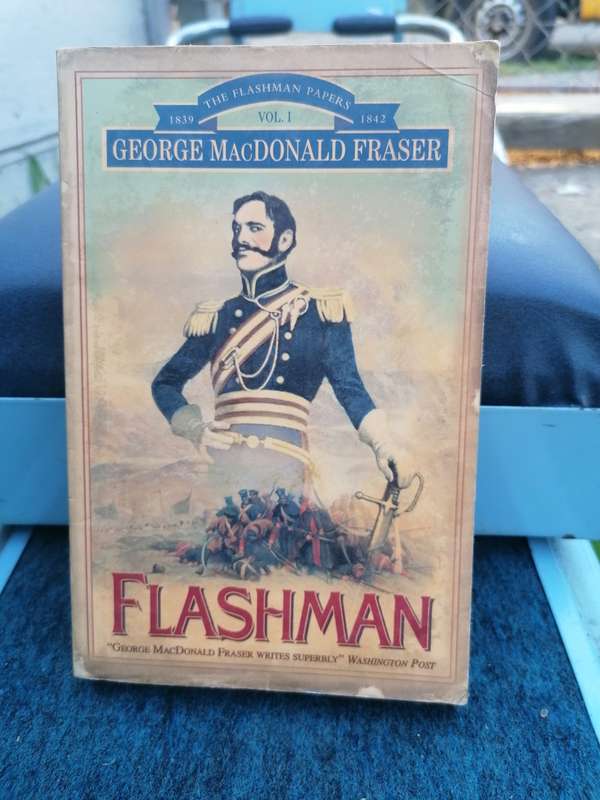 THE FLASHMAN PAPERS
1839 VOL. I 1842
GEORGE MACDONALD FRASER
FLASHMAN
"GEORGE MACDONALD FRASER WRITES SUPERBLY" WASHINGTON POST